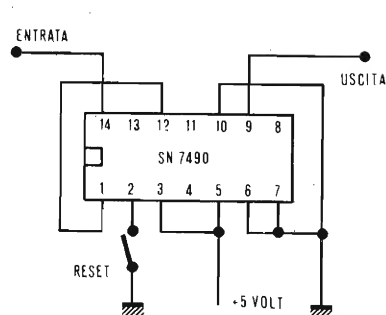 ENTRATA
USCITA
14 13 12 11 10 9 8
SN 7490
1 2 3 4 5 6 7
RESET
+5 VOLT